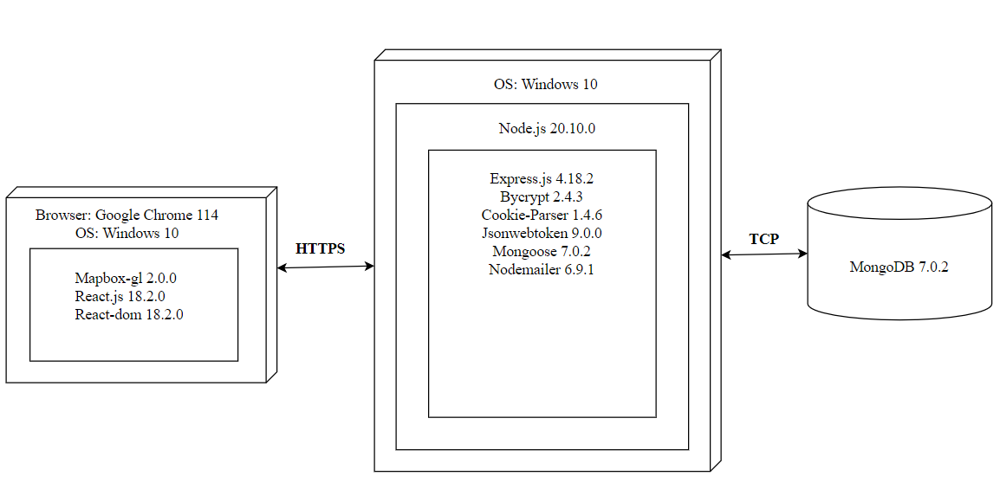 Browser: Google Chrome 114
OS: Windows 10
Mapbox-gl 2.0.0
React.js 18.2.0
React-dom 18.2.0
HTTPS
OS: Windows 10
Node.js 20.10.0
Express.js 4.18.2
Bycrypt 2.4.3
Cookie-Parser 1.4.6
Jsonwebtoken 9.0.0
Mongoose 7.0.2
Nodemailer 6.9.1
TCP
MongoDB 7.0.2